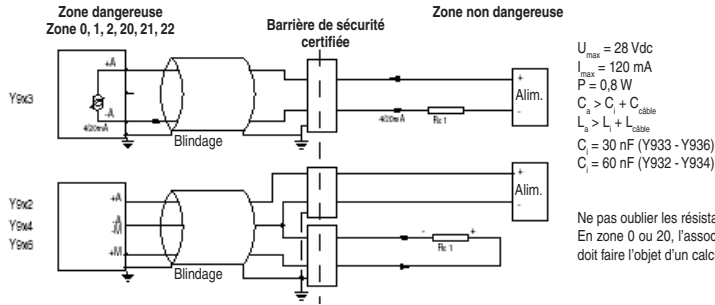 Zone dangereuse
Zone 0, 1, 2, 20, 21, 22
Barrière de sécurité
certifiée
Zone non dangereuse
Y9x3
+A
-A
4/20mA
Blindage
4/20mA
Rc 1
+
Alim.
-
Y9x2
Y9x4
Y9x6
+A
-A
-M
+M
Blindage
+
Alim.
-
-
+
Rc 1
Umax = 28 Vdc
Imax = 120 mA
P = 0,8 W
Ca > Ci + Ccâble
La > Li + Lcâble
Ci = 30 nF (Y933 - Y936)
Ci = 60 nF (Y932 - Y934)
Ne pas oublier les
En zone 0 ou 20,
doit faire l'objet d'un